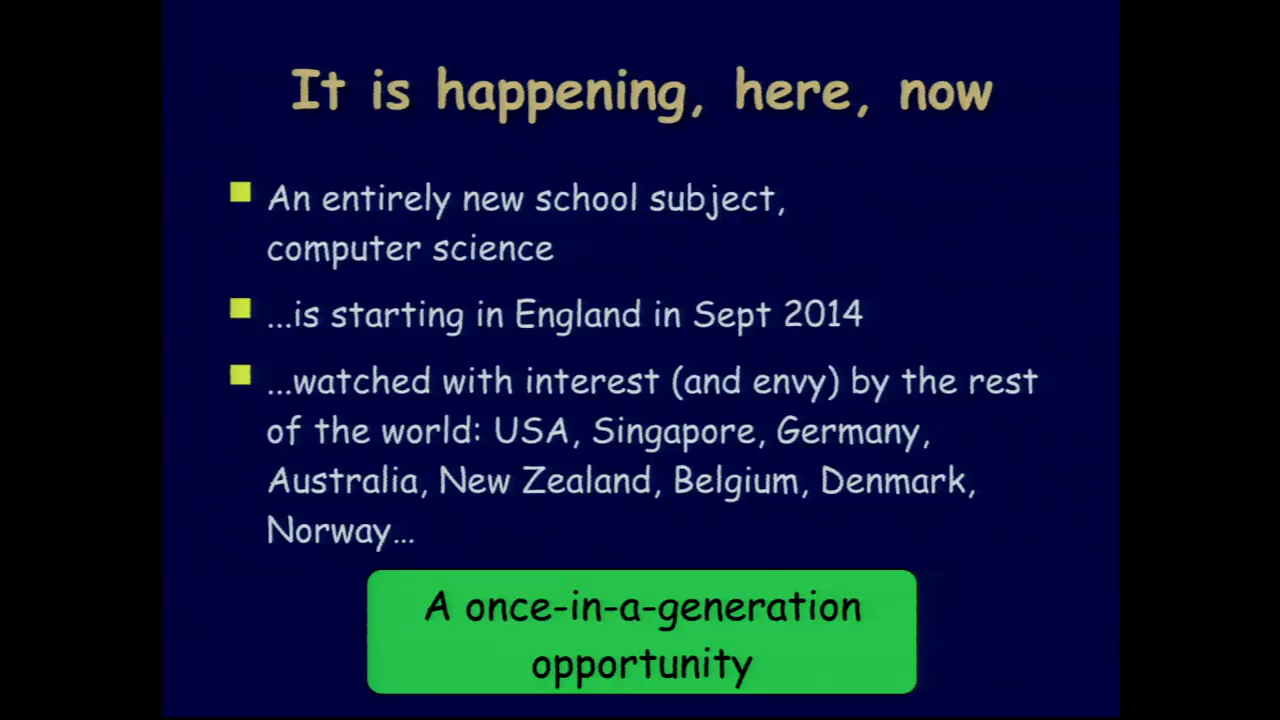 It is happening, here, now
An entirely new school subject,
computer science
...is starting in England in Sept 2014
...watched with interest (and envy) by the rest
of the world: USA, Singapore, Germany,
Australia, New Zealand, Belgium, Denmark,
Norway...
A once-in-a-generation
opportunity